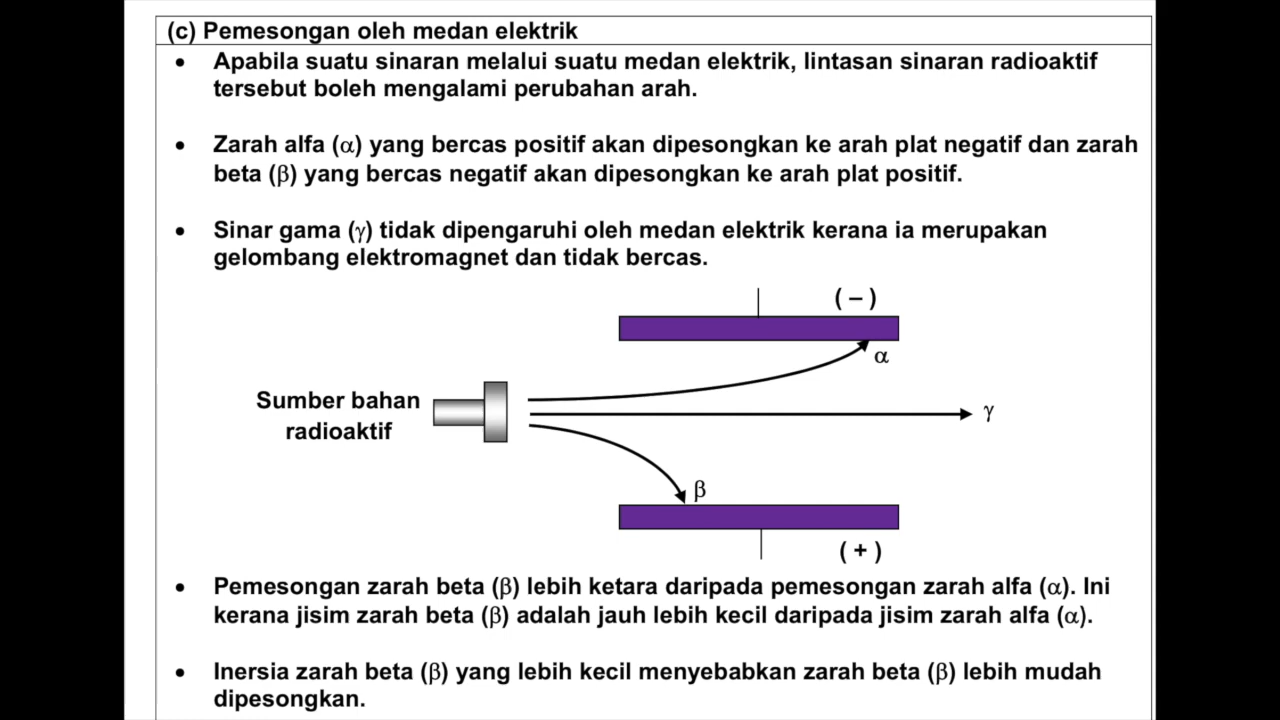 (c) Pemesongan oleh medan elektrik
• Apabila suatu sinaran melalui suatu medan elektrik, lintasan sinaran radioaktif
tersebut boleh mengalami perubahan arah.
• Zarah alfa (α) yang bercas positif akan dipesongkan ke arah plat negatif dan zarah
beta (β) yang bercas negatif akan dipesongkan ke arah plat positif.
• Sinar gama (γ) tidak dipengaruhi oleh medan elektrik kerana ia merupakan
gelombang elektromagnet dan tidak bercas.
( – )
α
Sumber bahan
radioaktif
γ
β
( + )
• Pemesongan zarah beta (β) lebih ketara daripada pemesongan zarah alfa (α). Ini
kerana jisim zarah beta (β) adalah jauh lebih kecil daripada jisim zarah alfa (α).
• Inersia zarah beta (β) yang lebih kecil menyebabkan zarah beta (β) lebih mudah
dipesongkan.